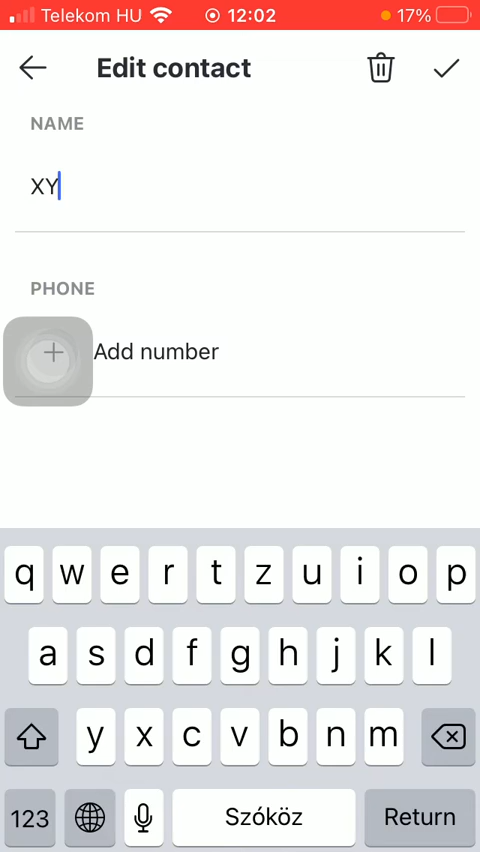 Telekom HU 12:02 17%
Edit contact
NAME
XY
PHONE
Add number
q w e r t z u i o p
a s d f g h j k l
y x c v b n m
123 Szóköz Return